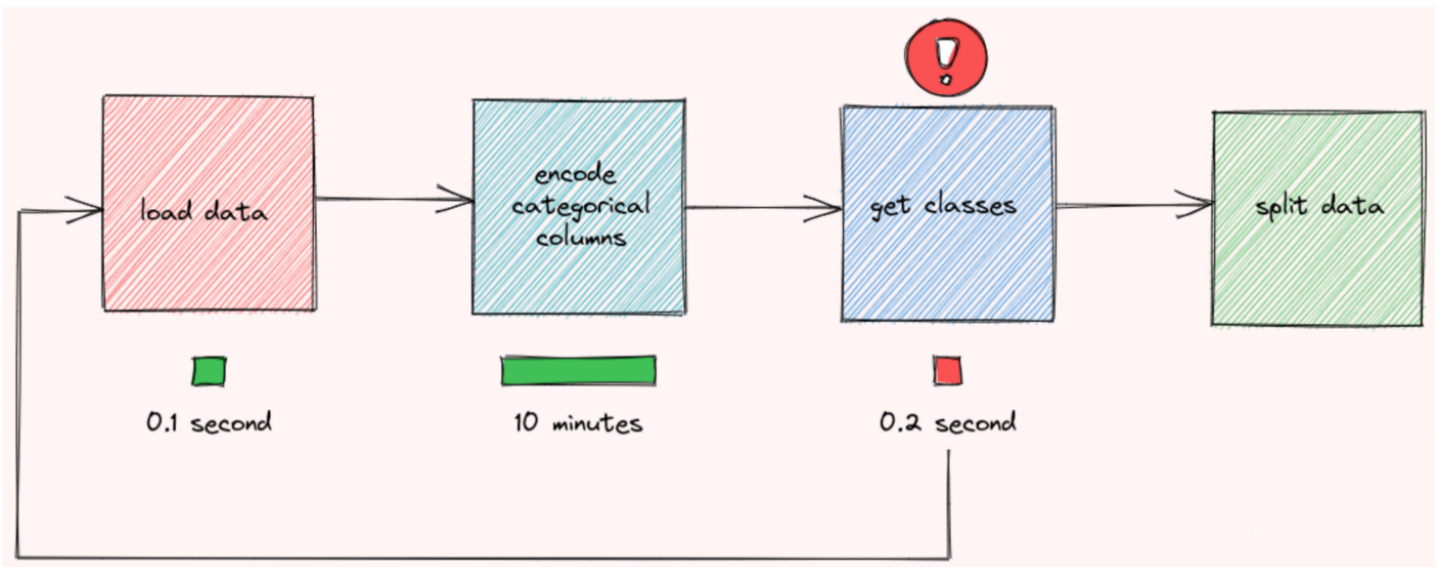 load data
encode
categorical
columns
get classes
split data
0.1 second
10 minutes
0.2 second